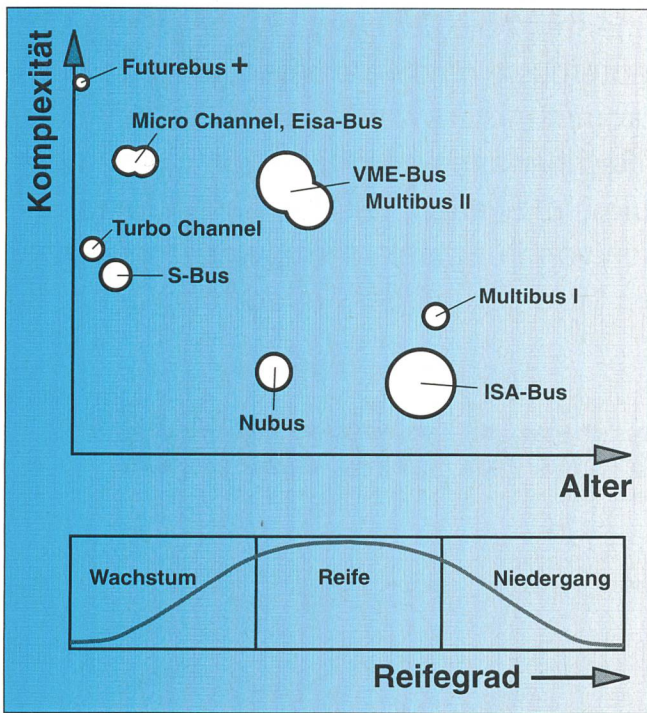 Komplexität
Futurebus +
Micro Channel, Eisa-Bus
VME-Bus
Multibus II
Turbo Channel
S-Bus
Multibus I
ISA-Bus
Nubus
Alter
Wachstum
Reife
Niedergang
Reifegrad